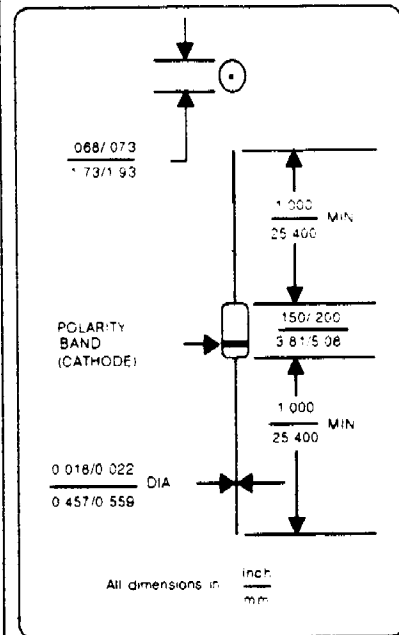 .068/.073
1.73/1.93
1.000
25.400
MIN
.150/.200
3.81/5.08
POLARITY
BAND
(CATHODE)
1.000
25.400
MIN
0.018/0.022
0.457/0.559
DIA
All dimensions in inch
mm